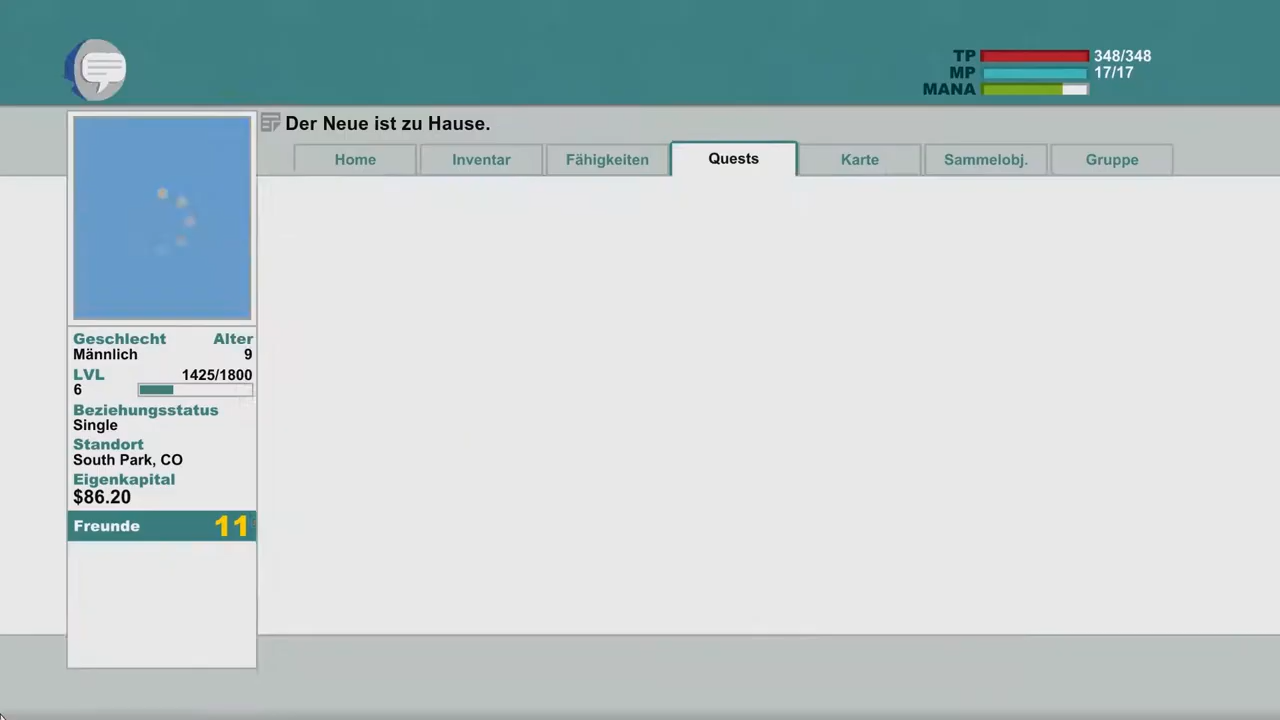 TP 348/348
MP 17/17
MANA
Der Neue ist zu Hause.
Home Inventar Fähigkeiten Quests Karte Sammelobj. Gruppe
Geschlecht Alter
Männlich 9
LVL 1425/1800
6
Beziehungsstatus
Single
Standort
South Park, CO
Eigenkapital
$86.20
Freunde 11